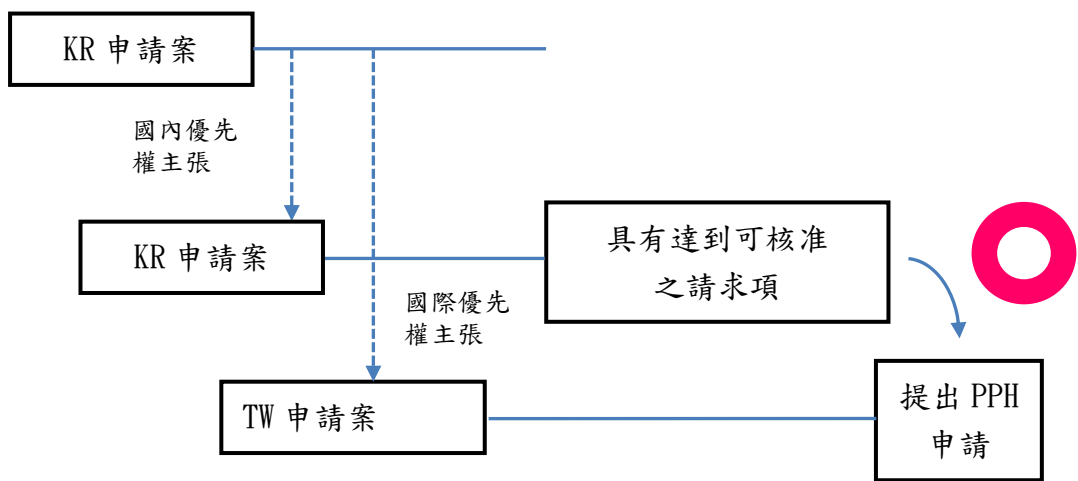 KR 申請案
國內優先
權主張
KR 申請案
具有達到可核准
之請求項
國際優先
權主張
TW 申請案
提出 PPH
申請